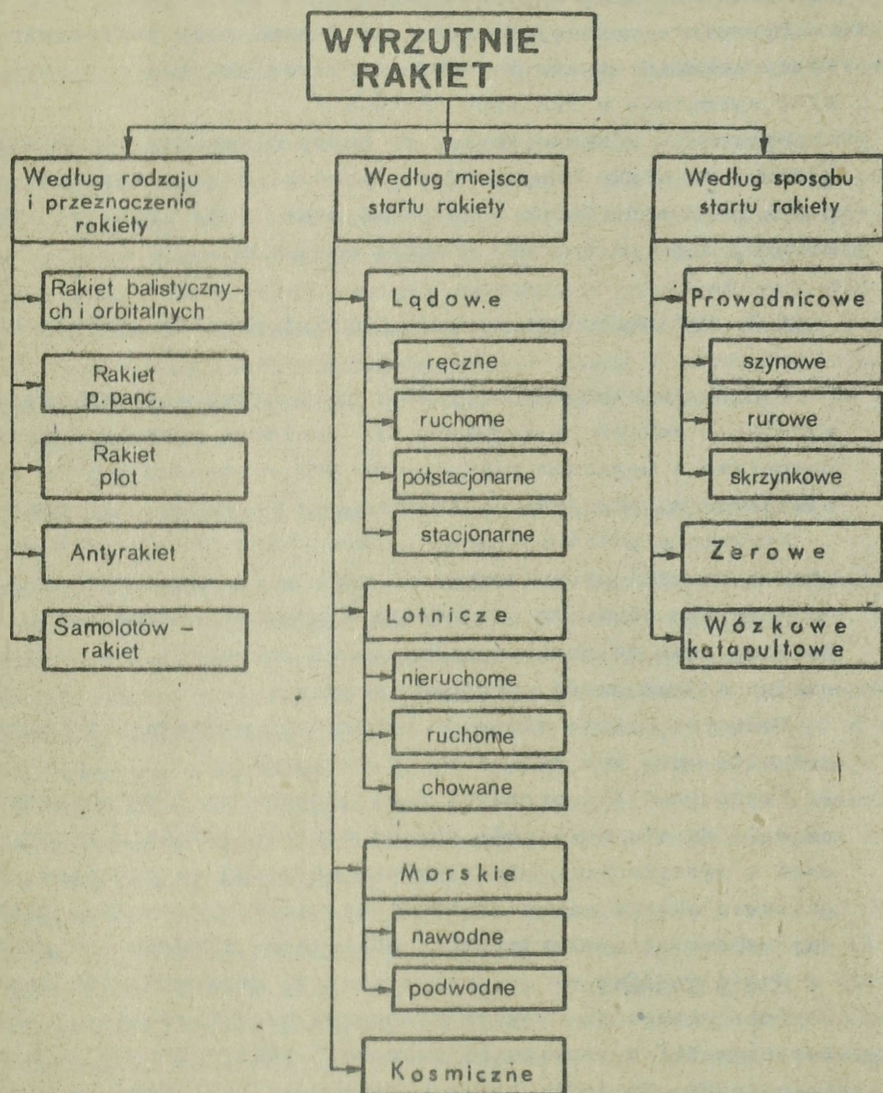 WYRZUTNIE
RAKIET
Według rodzaju
i przeznaczenia
rakiety
Rakiet balistyczny–
ch i orbitalnych
Rakiet
p. panc.
Rakiet
plot
Antyrakiet
Samolotów –
rakiet
Według miejsca
startu rakiety
Lądowe
ręczne
ruchome
półstacjonarne
stacjonarne
Lotnicze
nieruchome
ruchome
chowane
Morskie
nawodne
podwodne
Kosmiczne
Według sposobu
startu rakiety
Prowadnicowe
szynowe
rurowe
skrzynkowe
Zerowe
Wózkowe
katapultowe